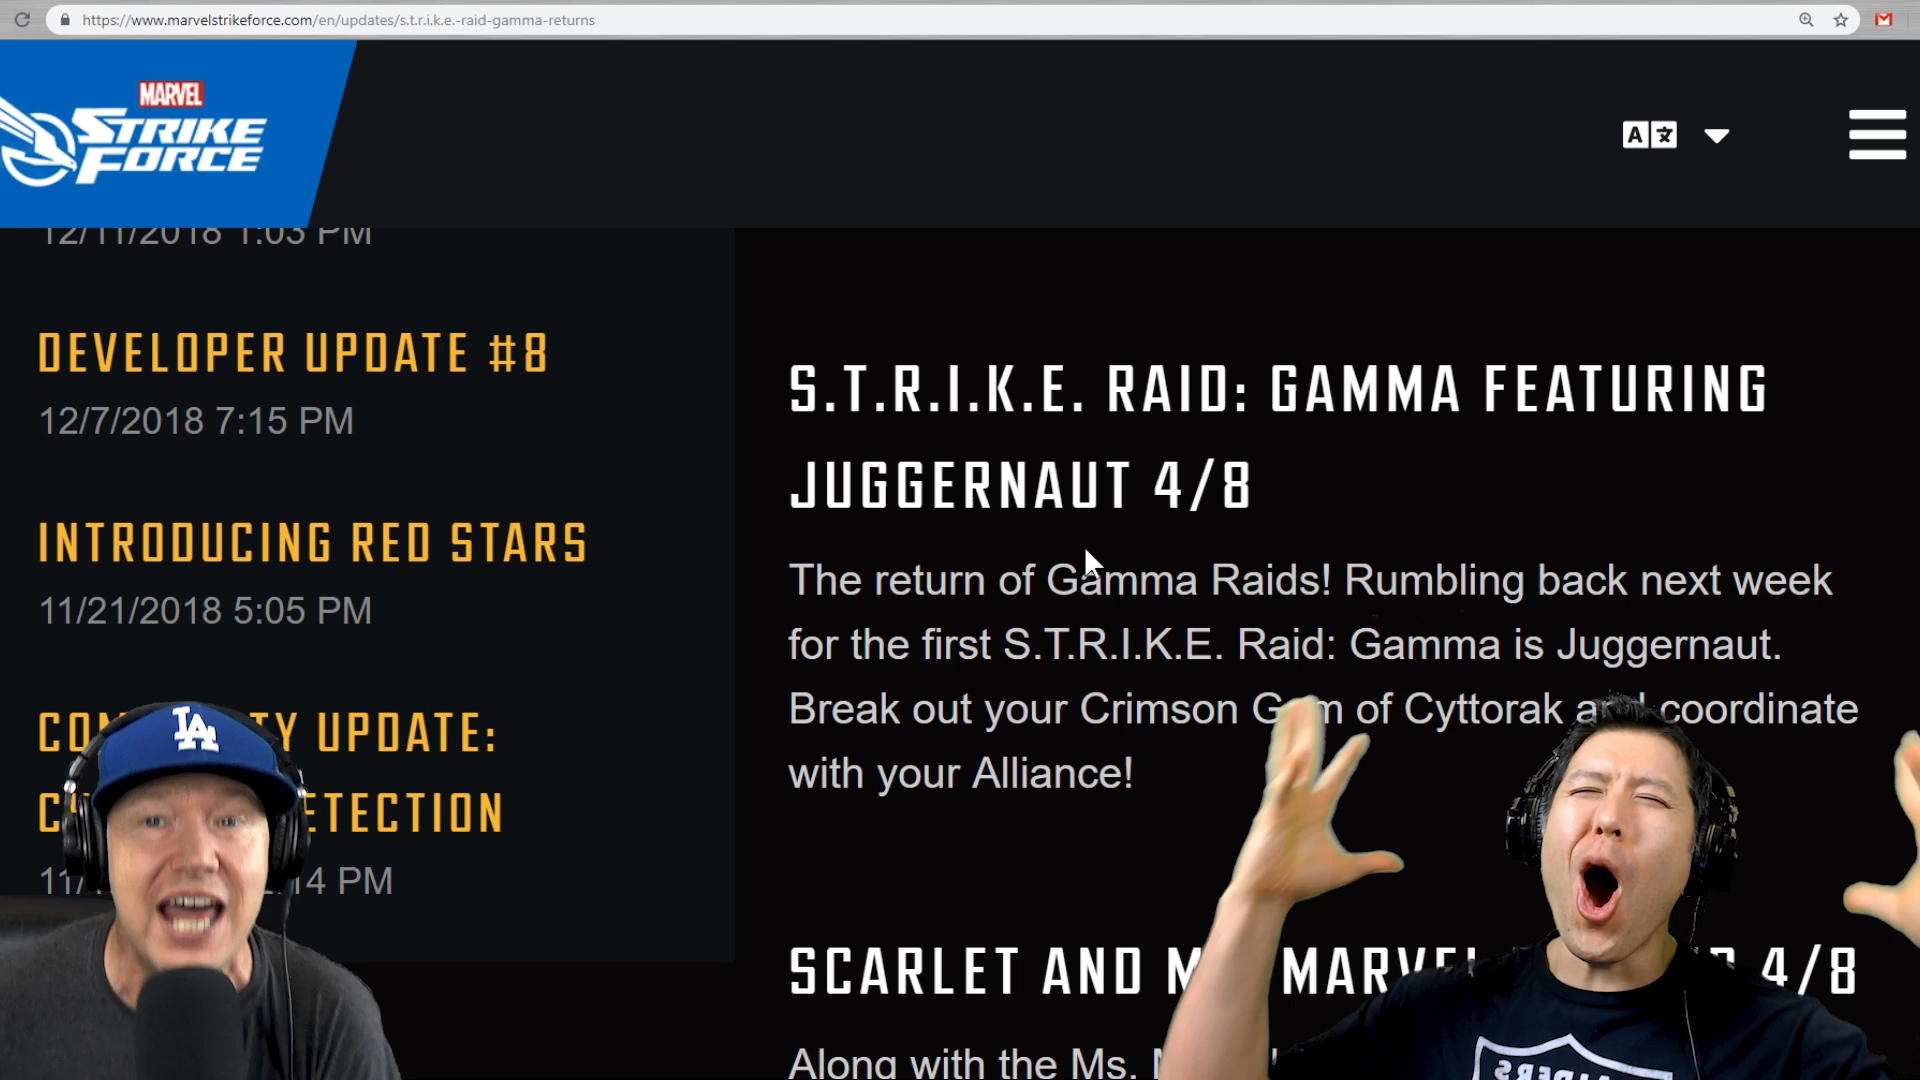 https://www.marvelstrikeforce.com/en/updates/s.t.r.i.k.e.-raid-gamma-returns
MARVEL
STRIKE
FORCE
A
12/11/2018 1:03 PM
DEVELOPER UPDATE #8
12/7/2018 7:15 PM
INTRODUCING RED STARS
11/21/2018 5:05 PM
UPDATE:
14 PM
S.T.R.I.K.E. RAID: GAMMA FEATURING
JUGGERNAUT 4/8
The return of Gamma Raids! Rumbling back next week
for the first S.T.R.I.K.E. Raid: Gamma is Juggernaut.
Break out your Crimson Gem of Cyttorak and coordinate
with your Alliance!
SCARLET AND MS. MARVEL 4/8
Along with the Ms.
LA
RAIDERS